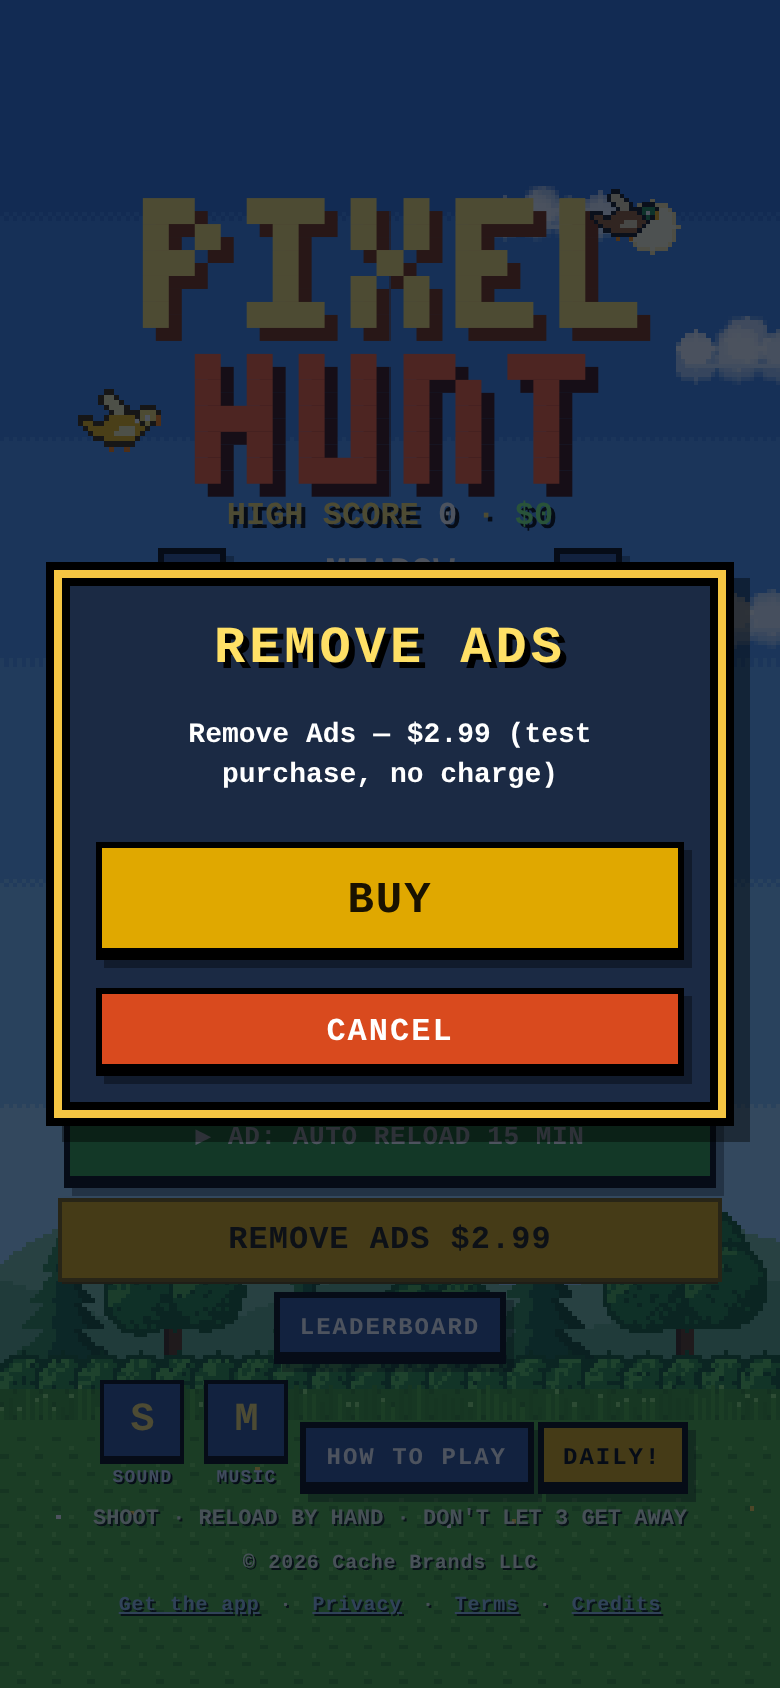 PIXEL
HUNT
HIGH SCORE 0 · $0
MEADOW
REMOVE ADS
Remove Ads — $2.99 (test
purchase, no charge)
BUY
CANCEL
▶ AD: AUTO RELOAD 15 MIN
REMOVE ADS $2.99
LEADERBOARD
S
M
SOUND
MUSIC
HOW TO PLAY
DAILY!
SHOOT · RELOAD BY HAND · DON'T LET 3 GET AWAY
© 2026 Cache Brands LLC
Get the app · Privacy · Terms · Credits